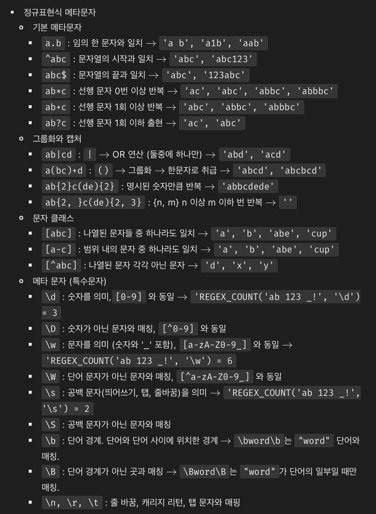 정규표현식 메타문자
기본 메타문자
a.b : 임의 한 문자와 일치 → 'a b', 'a1b', 'aab'
^abc : 문자열의 시작과 일치 → 'abc', 'abc123'
abc$ : 문자열의 끝과 일치 → 'abc', '123abc'
ab*c : 선행 문자 0번 이상 반복 → 'ac', 'abc', 'abbc', 'abbbc'
ab+c : 선행 문자 1회 이상 반복 → 'abc', 'abbc', 'abbbc'
ab?c : 선행 문자 1회 이하 출현 → 'ac', 'abc'
그룹화와 캡처
ab|cd : | → OR 연산 (둘중에 하나만) → 'abd', 'acd'
a(bc)+d : () → 그룹화 → 한문자로 취급 → 'abcd', 'abcbcd'
ab{2}c(de){2} : 명시된 숫자만큼 반복 → 'abbcdede'
ab{2, }c(de){2, 3} : {n, m} n 이상 m 이하 번 반복 → ''
문자 클래스
[abc] : 나열된 문자들 중 하나라도 일치 → 'a', 'b', 'abe', 'cup'
[a-c] : 범위 내의 문자 중 하나라도 일치 → 'a', 'b', 'abe', 'cup'
[^abc] : 나열된 문자 각각 아닌 문자 → 'd', 'x', 'y'
메타 문자 (특수문자)
\d : 숫자를 의미, [0-9] 와 동일 → 'REGEX_COUNT('ab 123 _!', '\d')
= 3
\D : 숫자가 아닌 문자와 매칭, [^0-9] 와 동일
\w : 문자를 의미 (숫자와 '_' 포함), [a-zA-Z0-9_] 와 동일 →
'REGEX_COUNT('ab 123 _!', '\w') = 6
\W : 단어 문자가 아닌 문자와 매칭, [^a-zA-Z0-9_] 와 동일
\s : 공백 문자(띄어쓰기, 탭, 줄바꿈)을 의미 → 'REGEX_COUNT('ab 123 _!',
'\s') = 2
\S : 공백 문자가 아닌 문자와 매칭
\b : 단어 경계. 단어와 단어 사이에 위치한 경계 → \bword\b 는 "word" 단어와
매칭.
\B : 단어 경계가 아닌 곳과 매칭 → \Bword\B 는 "word" 가 단어의 일부일 때만
매칭.
\n, \r, \t : 줄 바꿈, 캐리지 리턴, 탭 문자와 매핑